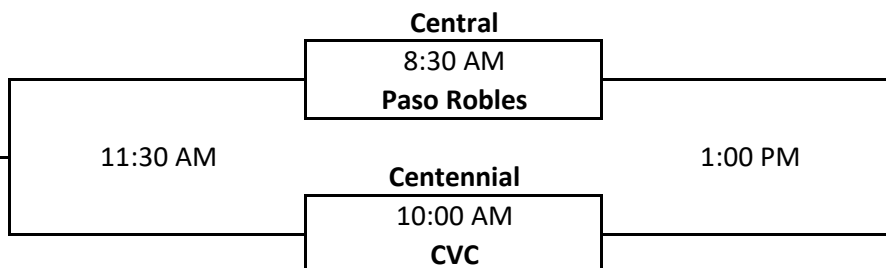 Central
8:30 AM
Paso Robles
11:30 AM
1:00 PM
Centennial
10:00 AM
CVC